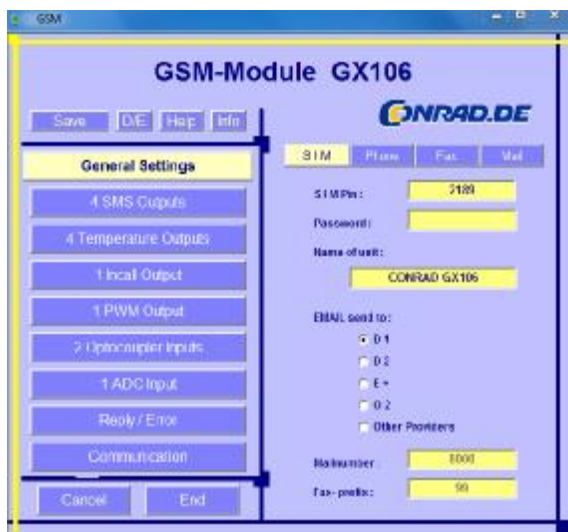 GSM
GSM-Module GX106
CONRAD.DE
Save D/E Help Info
General Settings
4 SMS Outputs
4 Temperature Outputs
1 Incall Output
1 PWM Output
2 Optocoupler Inputs
1 ADC Input
Reply / Error
Communication
Cancel End
SIM Phone Fax Mail
SIM Pin: 2189
Password:
Name of unit:
CONRAD GX106
EMAIL send to:
D 1
D 2
E +
O 2
Other Providers
Mailnumber 8000
Fax-prefix: 99